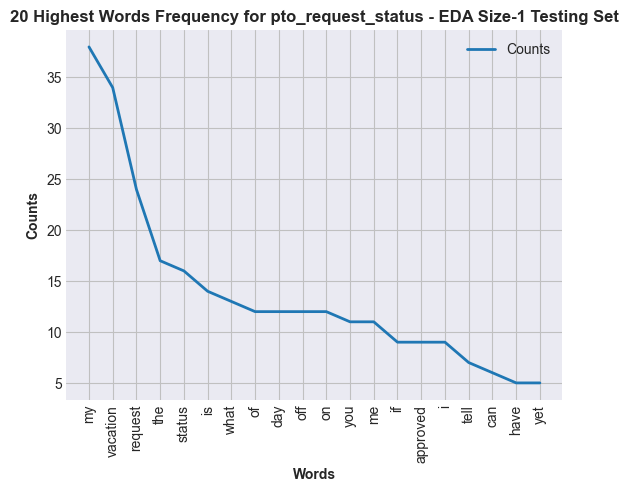 20 Highest Words Frequency for pto_request_status - EDA Size-1 Testing Set
Counts
35
30
25
20
15
10
5
Counts
my
vacation
request
the
status
is
what
of
day
off
on
you
me
if
approved
i
tell
can
have
yet
Words